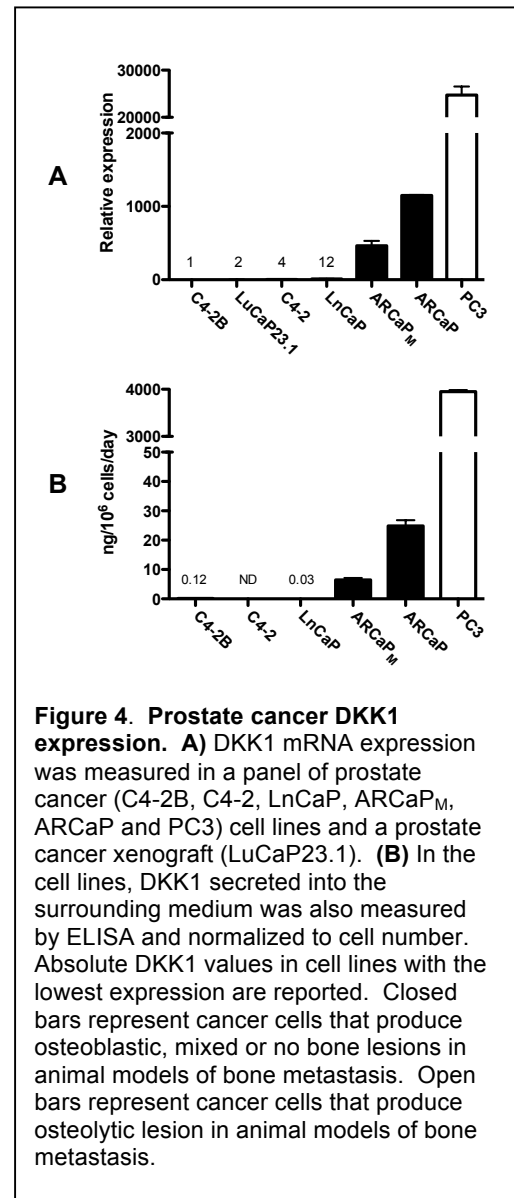 30000
20000
2000
1000
0
Relative expression
A
1 2 4 12
C4-2B LuCaP23.1 C4-2 LnCaP ARCaPM ARCaP PC3
4000
3000
50
40
30
20
10
0
ng/10⁶ cells/day
B
0.12 ND 0.03
C4-2B C4-2 LnCaP ARCaPM ARCaP PC3
Figure 4. Prostate cancer DKK1
expression. A) DKK1 mRNA expression
was measured in a panel of prostate
cancer (C4-2B, C4-2, LnCaP, ARCaPM,
ARCaP and PC3) cell lines and a prostate
cancer xenograft (LuCaP23.1). (B) In the
cell lines, DKK1 secreted into the
surrounding medium was also measured
by ELISA and normalized to cell number.
Absolute DKK1 values in cell lines with the
lowest expression are reported. Closed
bars represent cancer cells that produce
osteoblastic, mixed or no bone lesions in
animal models of bone metastasis. Open
bars represent cancer cells that produce
osteolytic lesion in animal models of bone
metastasis.